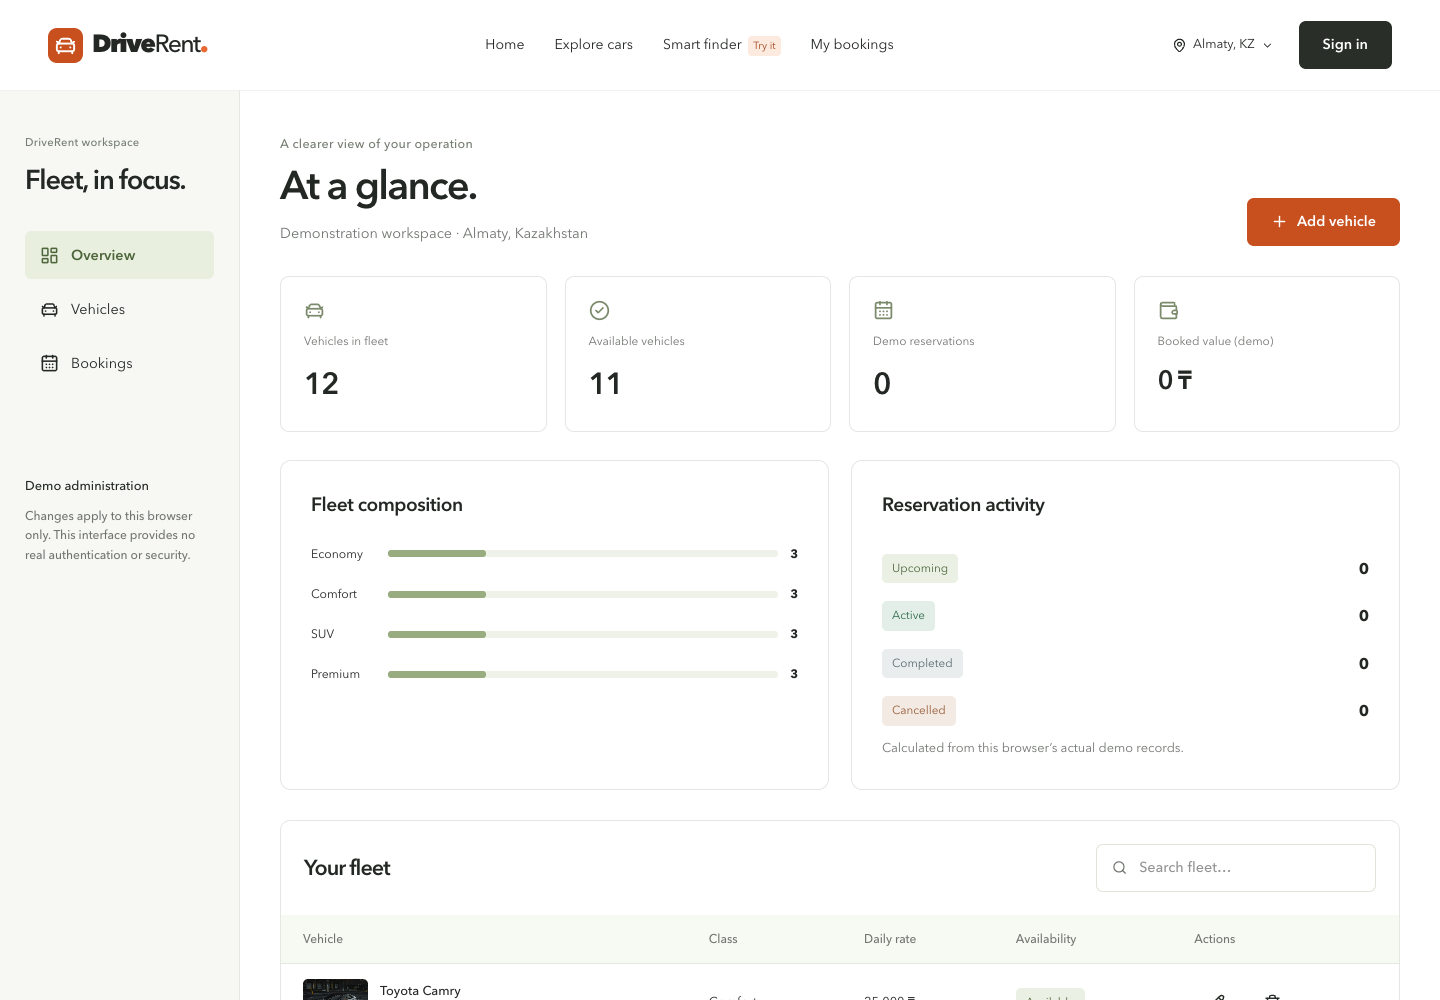 DriveRent.
Home
Explore cars
Smart finder Try it
My bookings
Almaty, KZ
Sign in
DriveRent workspace
Fleet, in focus.
Overview
Vehicles
Bookings
Demo administration
Changes apply to this browser
only. This interface provides no
real authentication or security.
A clearer view of your operation
At a glance.
Demonstration workspace · Almaty, Kazakhstan
Add vehicle
Vehicles in fleet
12
Available vehicles
11
Demo reservations
0
Booked value (demo)
0 ₸
Fleet composition
Economy 3
Comfort 3
SUV 3
Premium 3
Reservation activity
Upcoming 0
Active 0
Completed 0
Cancelled 0
Calculated from this browser’s actual demo records.
Your fleet
Search fleet…
Vehicle Class Daily rate Availability Actions
Toyota Camry